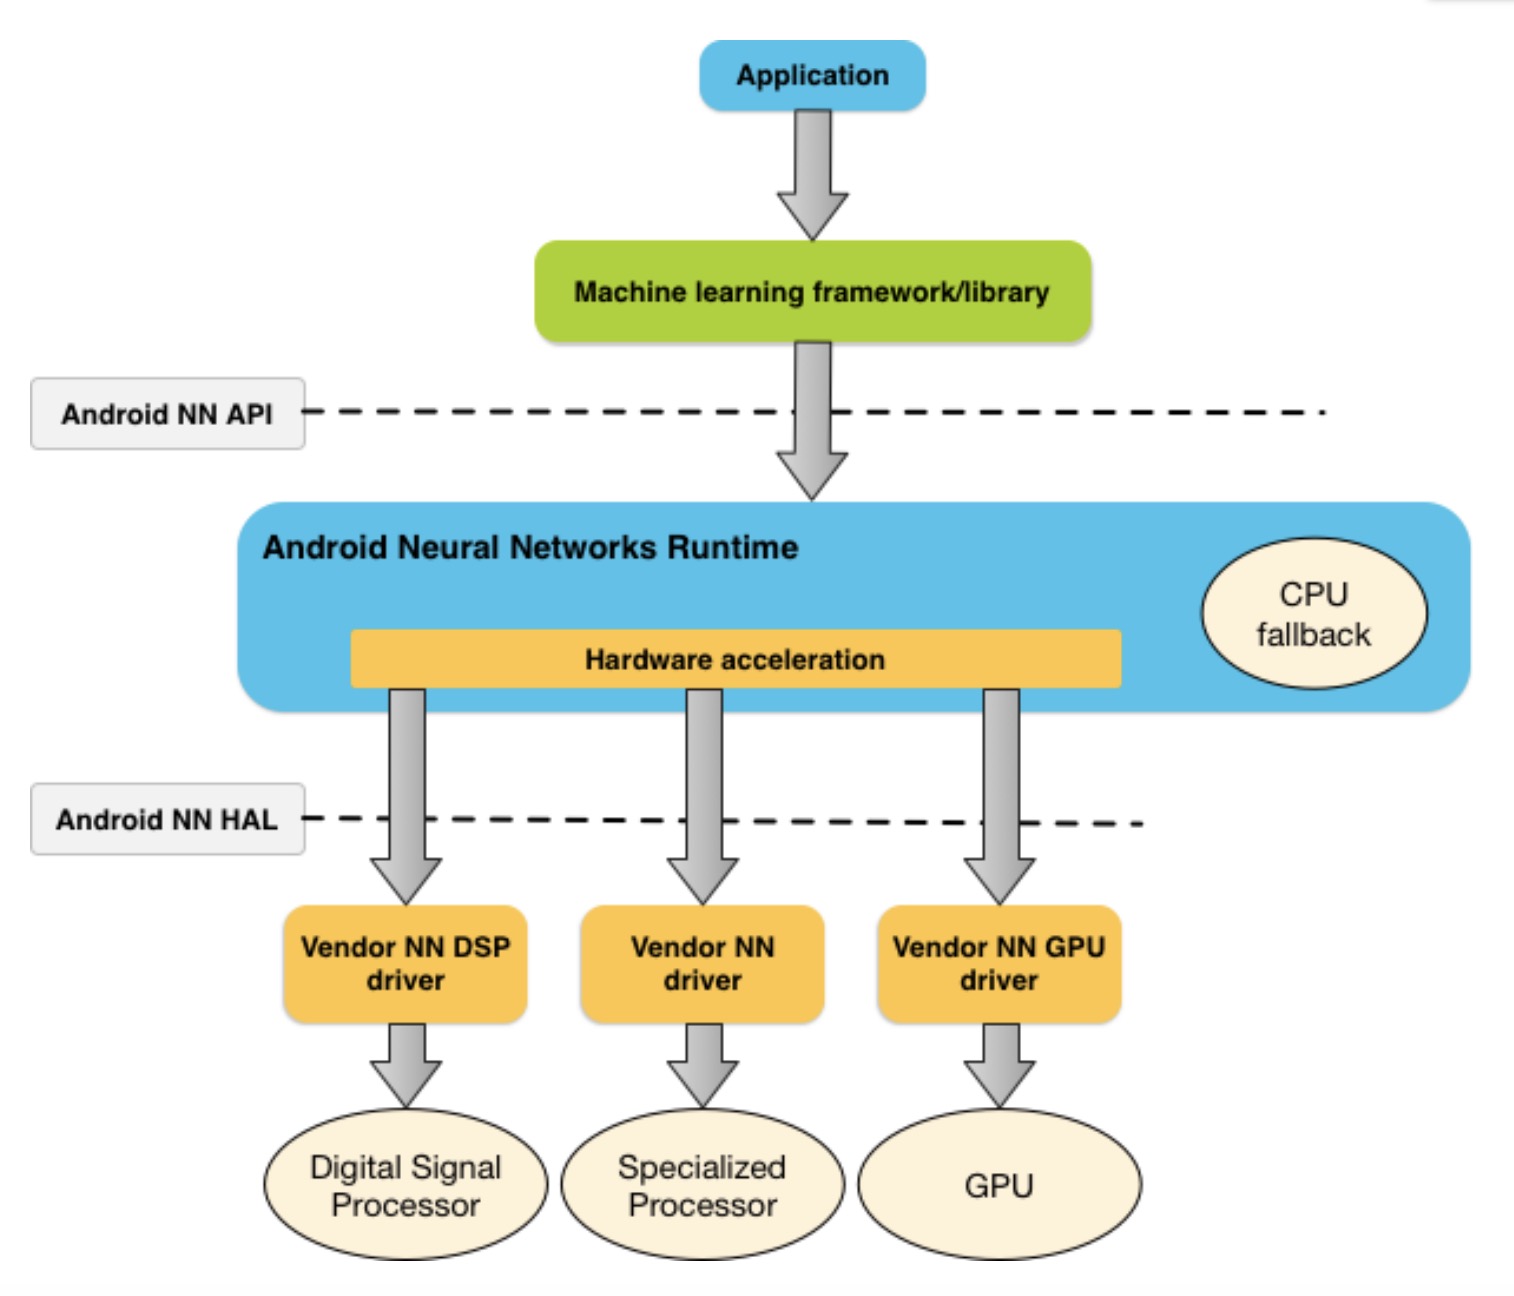 Application
Machine learning framework/library
Android NN API
Android Neural Networks Runtime
CPU
fallback
Hardware acceleration
Android NN HAL
Vendor NN DSP
driver
Vendor NN
driver
Vendor NN GPU
driver
Digital Signal
Processor
Specialized
Processor
GPU